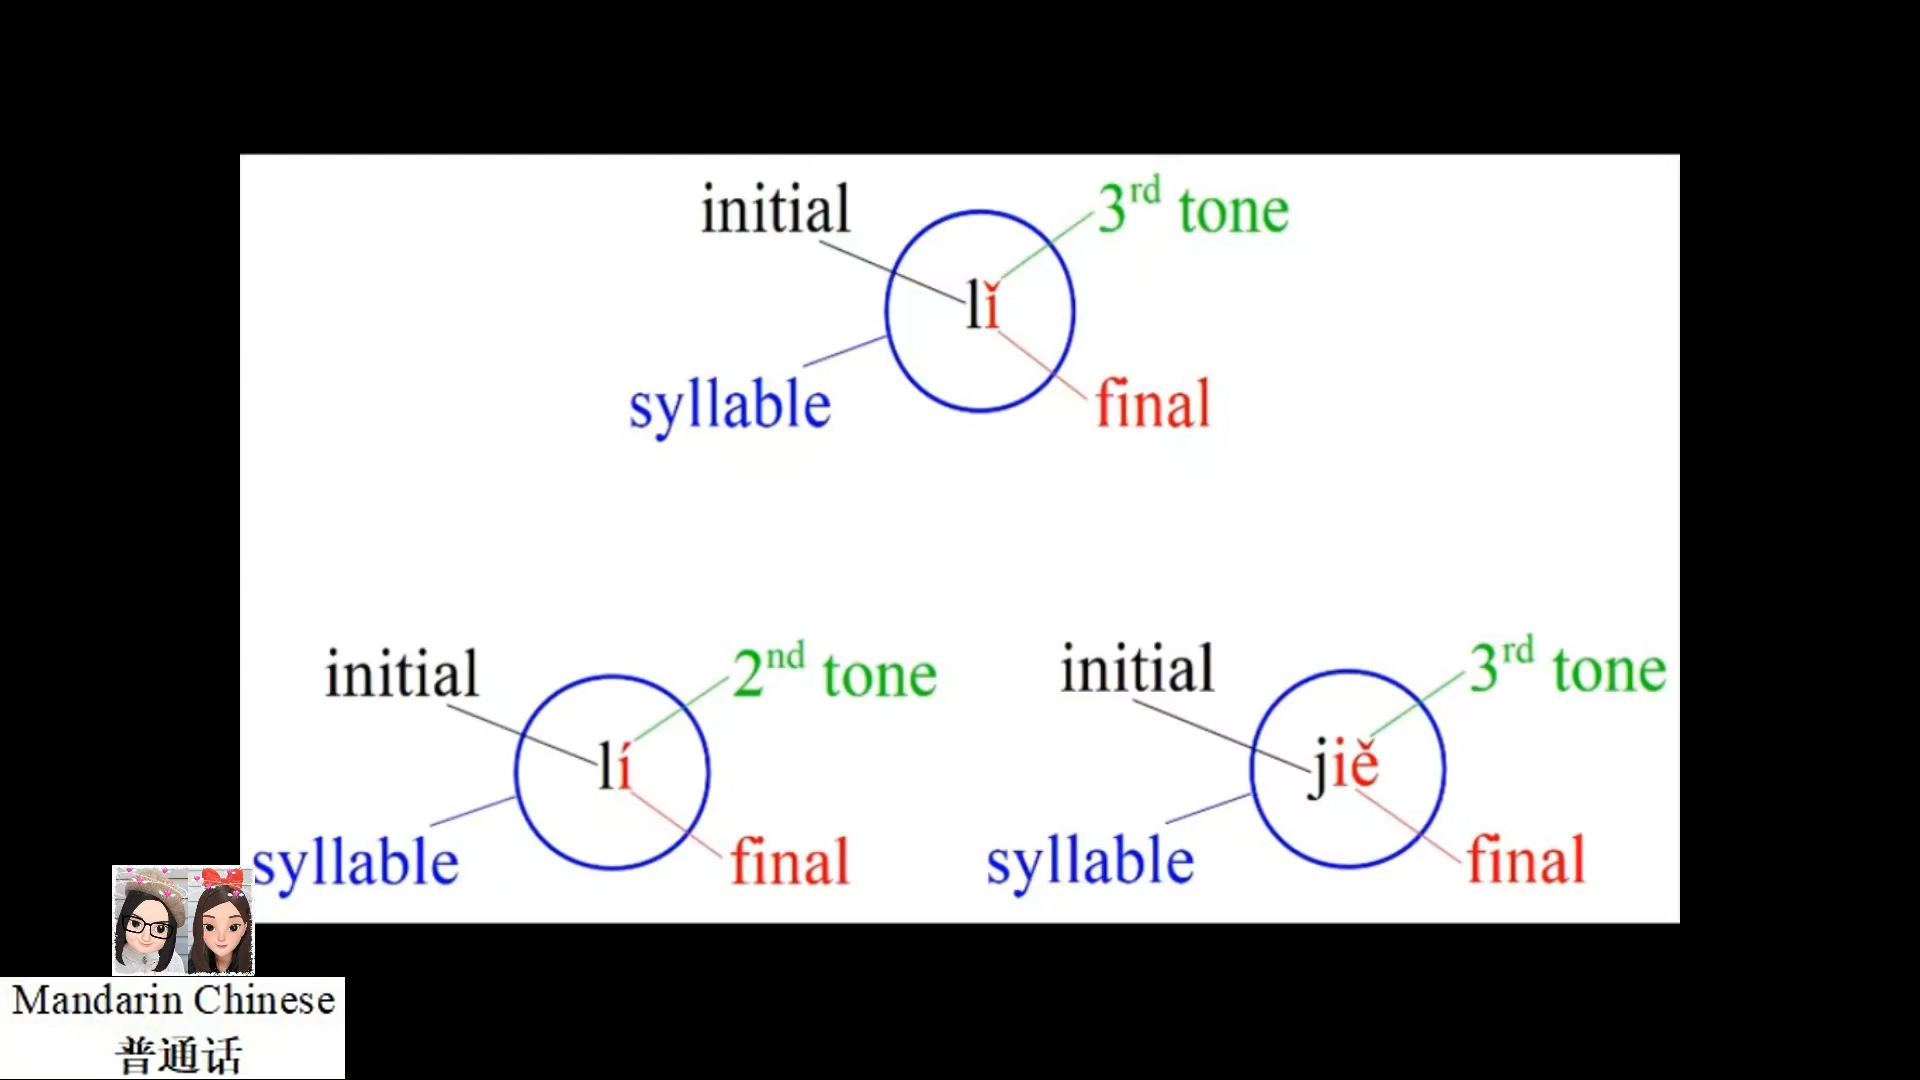 initial
3rd tone
lǐ
syllable
final
initial
2nd tone
lí
syllable
final
initial
3rd tone
jiě
syllable
final
Mandarin Chinese
普通话